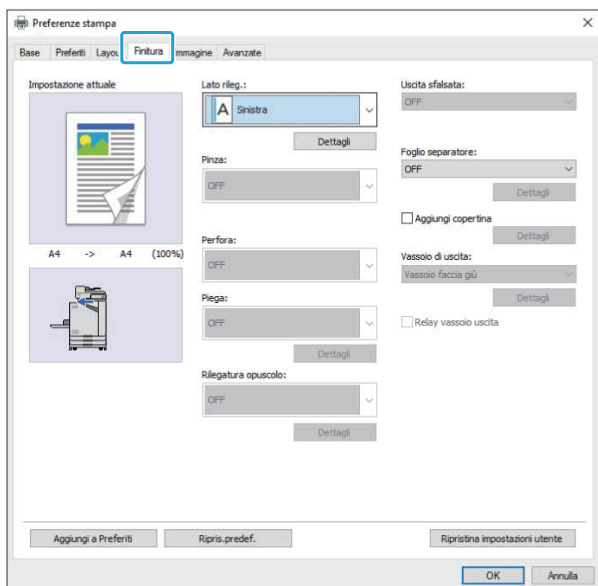 Preferenze stampa
Base Preferiti Layou Finitura mmagine Avanzate
Impostazione attuale
A4 -> A4 (100%)
Lato rileg.:
A Sinistra
Dettagli
Pinza:
OFF
Perfora:
OFF
Piega:
OFF
Dettagli
Rilegatura opuscolo:
OFF
Dettagli
Uscita sfalsata:
OFF
Foglio separatore:
OFF
Dettagli
Aggiungi copertina
Dettagli
Vassoio di uscita:
Vassoio faccia giù
Dettagli
Relay vassoio uscita
Aggiungi a Preferiti Ripris.predef. Ripristina impostazioni utente
OK Annulla